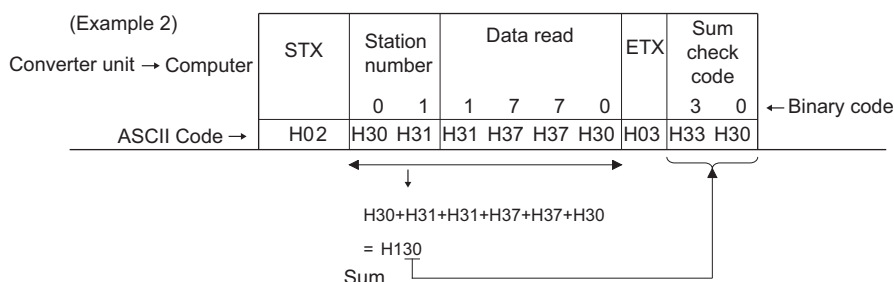 (Example 2)
Converter unit → Computer
STX
Station number
Data read
ETX
Sum check code
0 1 1 7 7 0 3 0
← Binary code
ASCII Code →
H02 H30 H31 H31 H37 H37 H30 H03 H33 H30
H30+H31+H31+H37+H37+H30
= H130
Sum